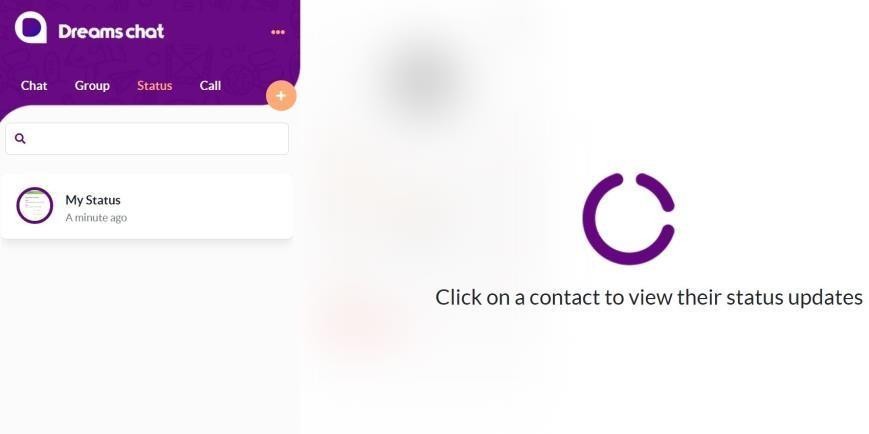 Dreams chat
Chat Group Status Call
My Status
A minute ago
Click on a contact to view their status updates